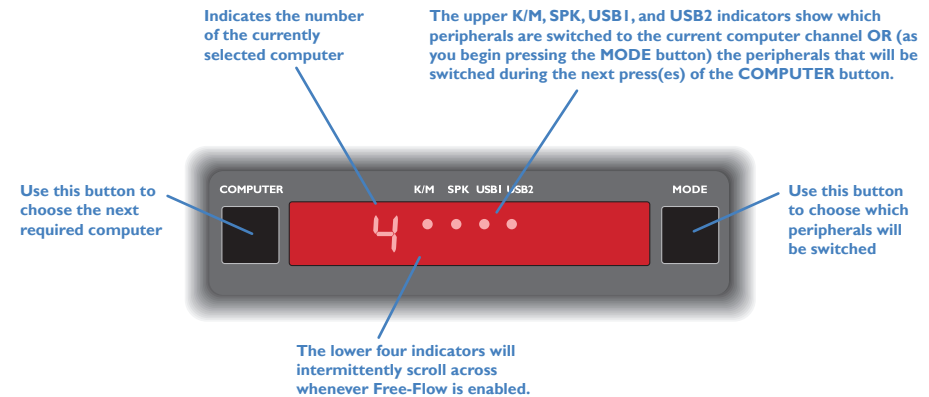 Indicates the number
of the currently
selected computer
The upper K/M, SPK, USB1, and USB2 indicators show which
peripherals are switched to the current computer channel OR (as
you begin pressing the MODE button) the peripherals that will be
switched during the next press(es) of the COMPUTER button.
Use this button to
choose the next
required computer
COMPUTER
K/M SPK USB1 USB2
MODE
4
Use this button
to choose which
peripherals will
be switched
The lower four indicators will
intermittently scroll across
whenever Free-Flow is enabled.